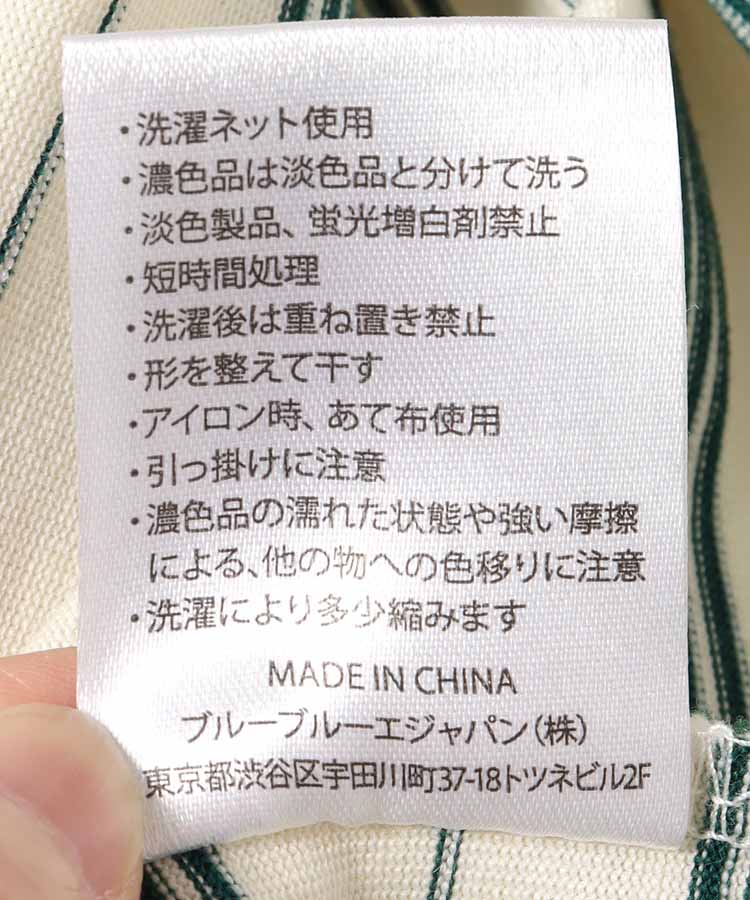 ・洗濯ネット使用
・濃色品は淡色品と分けて洗う
・淡色製品、蛍光増白剤禁止
・短時間処理
・洗濯後は重ね置き禁止
・形を整えて干す
・アイロン時、あて布使用
・引っ掛けに注意
・濃色品の濡れた状態や強い摩擦
による、他の物への色移りに注意
・洗濯により多少縮みます
MADE IN CHINA
ブルーブルーエジャパン(株)
東京都渋谷区宇田川町37-18トツネビル2F